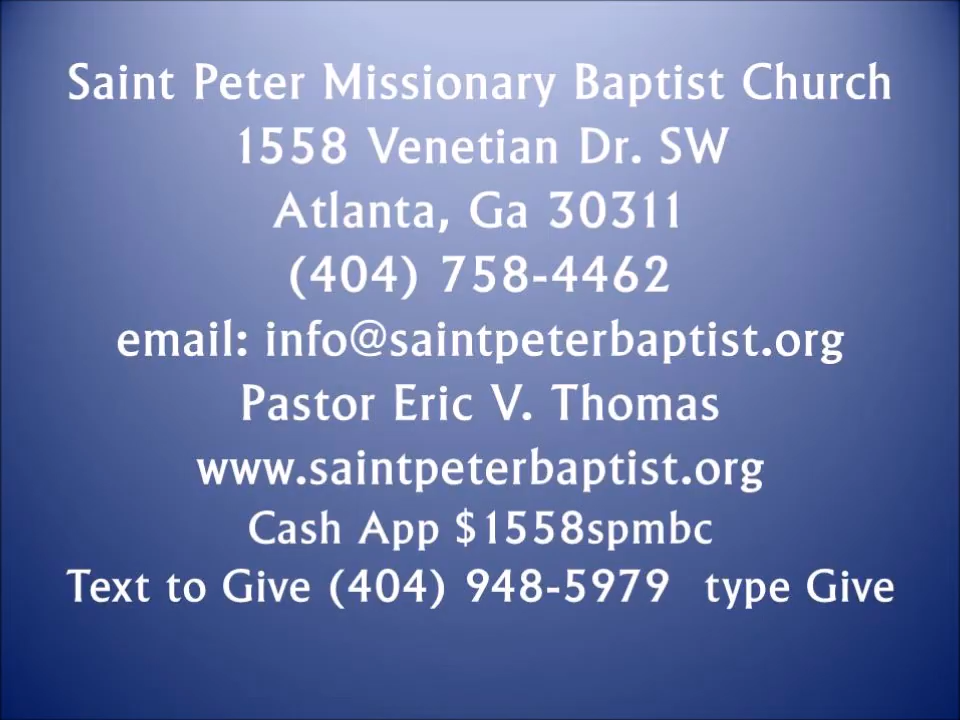 Saint Peter Missionary Baptist Church
1558 Venetian Dr. SW
Atlanta, Ga 30311
(404) 758-4462
email: info@saintpeterbaptist.org
Pastor Eric V. Thomas
www.saintpeterbaptist.org
Cash App $1558spmbc
Text to Give (404) 948-5979 type Give